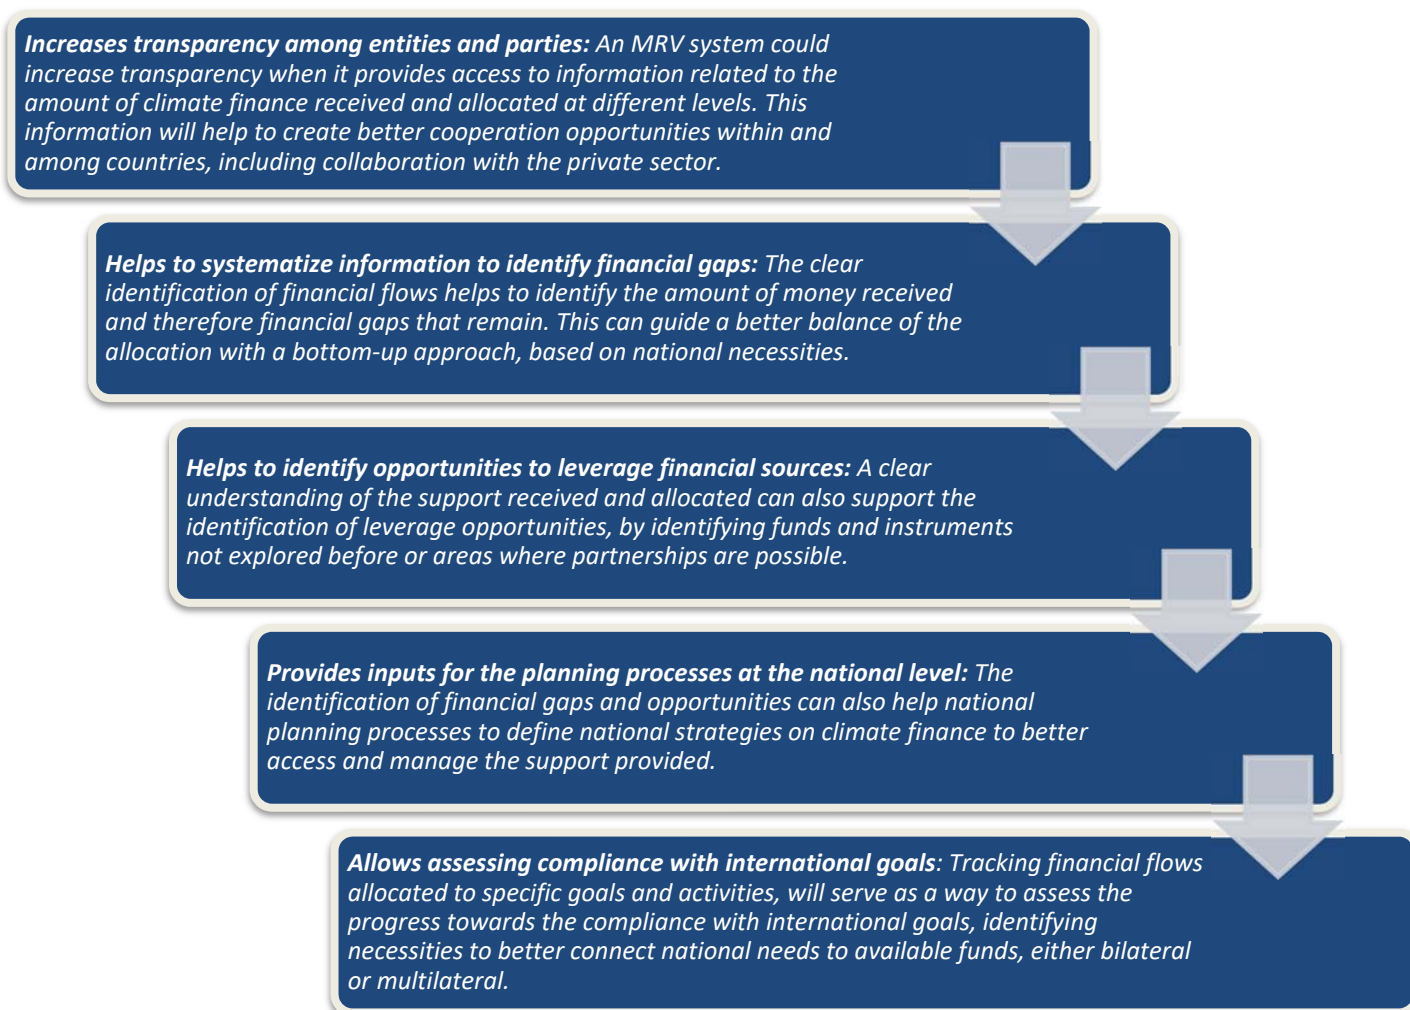 Increases transparency among entities and parties: An MRV system could
increase transparency when it provides access to information related to the
amount of climate finance received and allocated at different levels. This
information will help to create better cooperation opportunities within and
among countries, including collaboration with the private sector.
Helps to systematize information to identify financial gaps: The clear
identification of financial flows helps to identify the amount of money received
and therefore financial gaps that remain. This can guide a better balance of the
allocation with a bottom-up approach, based on national necessities.
Helps to identify opportunities to leverage financial sources: A clear
understanding of the support received and allocated can also support the
identification of leverage opportunities, by identifying funds and instruments
not explored before or areas where partnerships are possible.
Provides inputs for the planning processes at the national level: The
identification of financial gaps and opportunities can also help national
planning processes to define national strategies on climate finance to better
access and manage the support provided.
Allows assessing compliance with international goals: Tracking financial flows
allocated to specific goals and activities, will serve as a way to assess the
progress towards the compliance with international goals, identifying
necessities to better connect national needs to available funds, either bilateral
or multilateral.